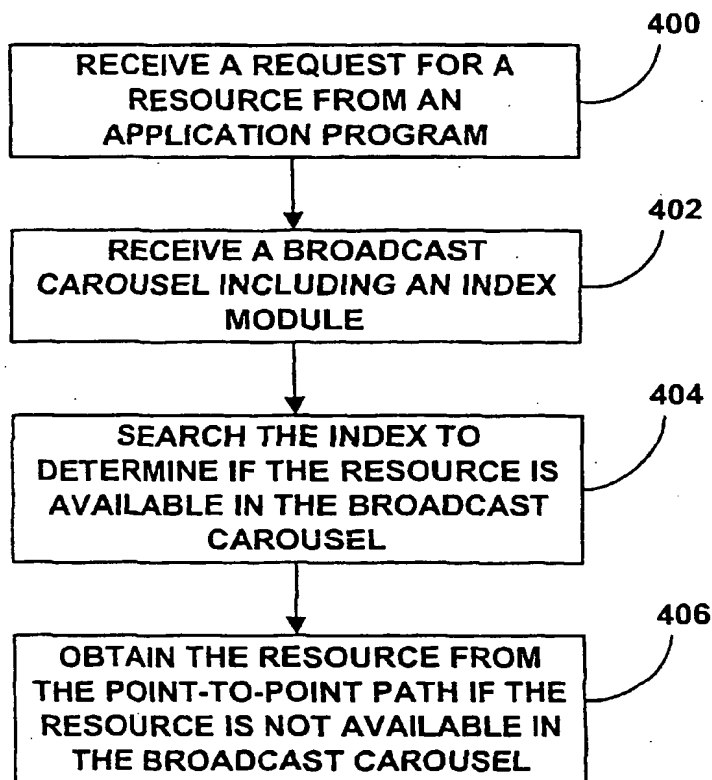 400
RECEIVE A REQUEST FOR A
RESOURCE FROM AN
APPLICATION PROGRAM
402
RECEIVE A BROADCAST
CAROUSEL INCLUDING AN INDEX
MODULE
404
SEARCH THE INDEX TO
DETERMINE IF THE RESOURCE IS
AVAILABLE IN THE BROADCAST
CAROUSEL
406
OBTAIN THE RESOURCE FROM
THE POINT-TO-POINT PATH IF THE
RESOURCE IS NOT AVAILABLE IN
THE BROADCAST CAROUSEL